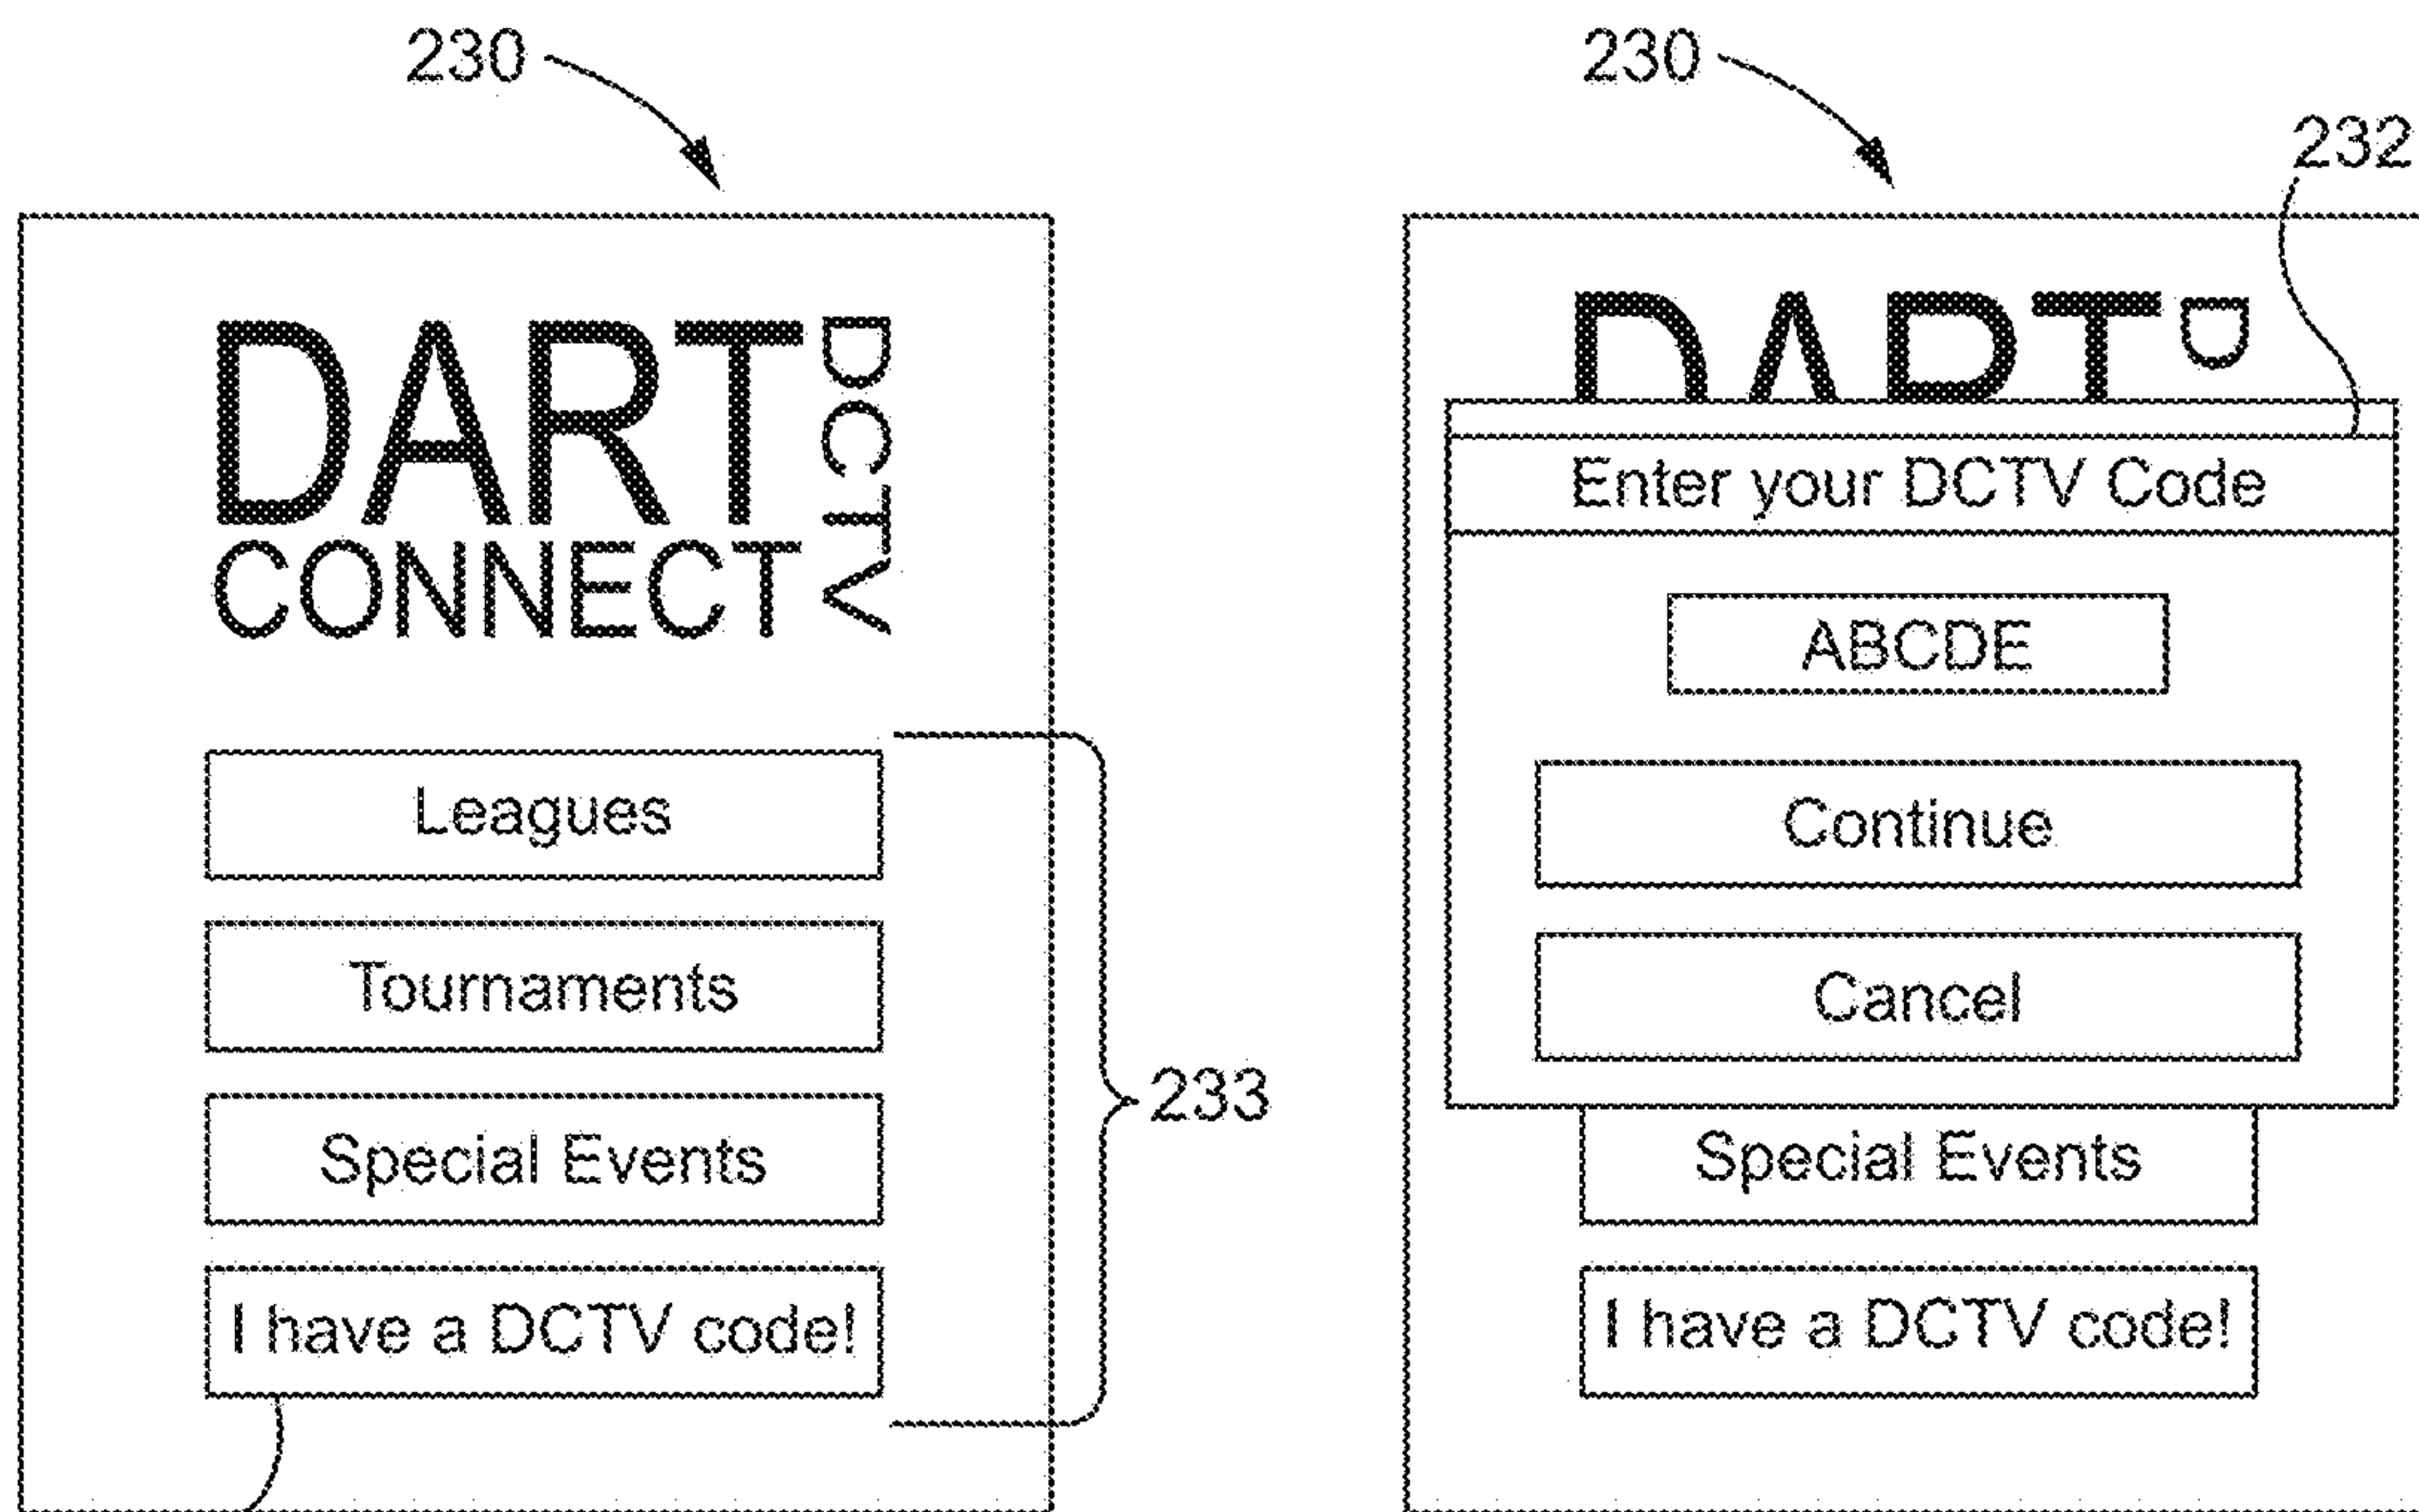 230
DART
CONNECT
DCTV
Leagues
Tournaments
Special Events
I have a DCTV code!
233
230
232
DART D
Enter your DCTV Code
ABCDE
Continue
Cancel
Special Events
I have a DCTV code!